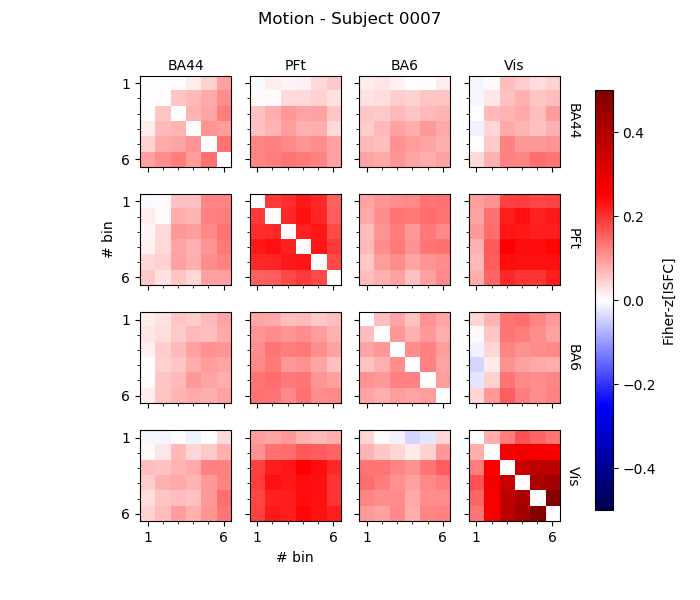 Motion - Subject 0007
BA44 PFt BA6 Vis
1
6
BA44
1
6
PFt
1
6
BA6
1
6
Vis
# bin
1 6 1 6 1 6 1 6
# bin
0.4
0.2
0.0
−0.2
−0.4
Fiher-z[ISFC]